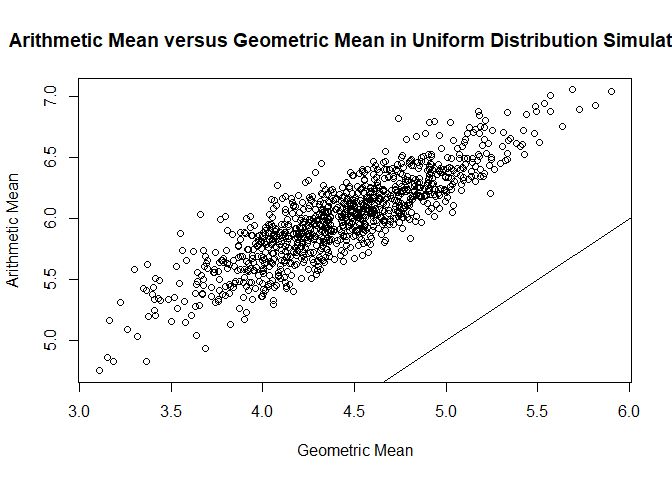 Arithmetic Mean versus Geometric Mean in Uniform Distribution Simulat
Arithmetic Mean
7.0
6.5
6.0
5.5
5.0
3.0 3.5 4.0 4.5 5.0 5.5 6.0
Geometric Mean